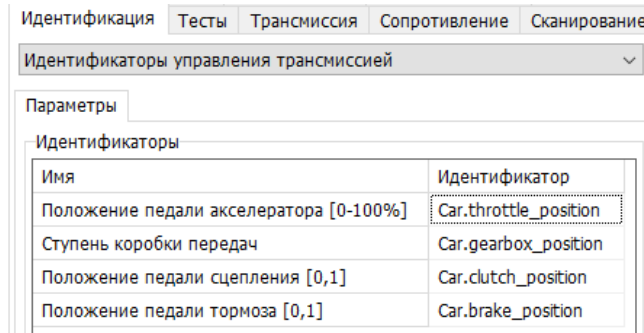 Идентификация Тесты Трансмиссия Сопротивление Сканирование
Идентификаторы управления трансмиссией
Параметры
Идентификаторы
Имя Идентификатор
Положение педали акселератора [0-100%] Car.throttle_position
Ступень коробки передач Car.gearbox_position
Положение педали сцепления [0,1] Car.clutch_position
Положение педали тормоза [0,1] Car.brake_position